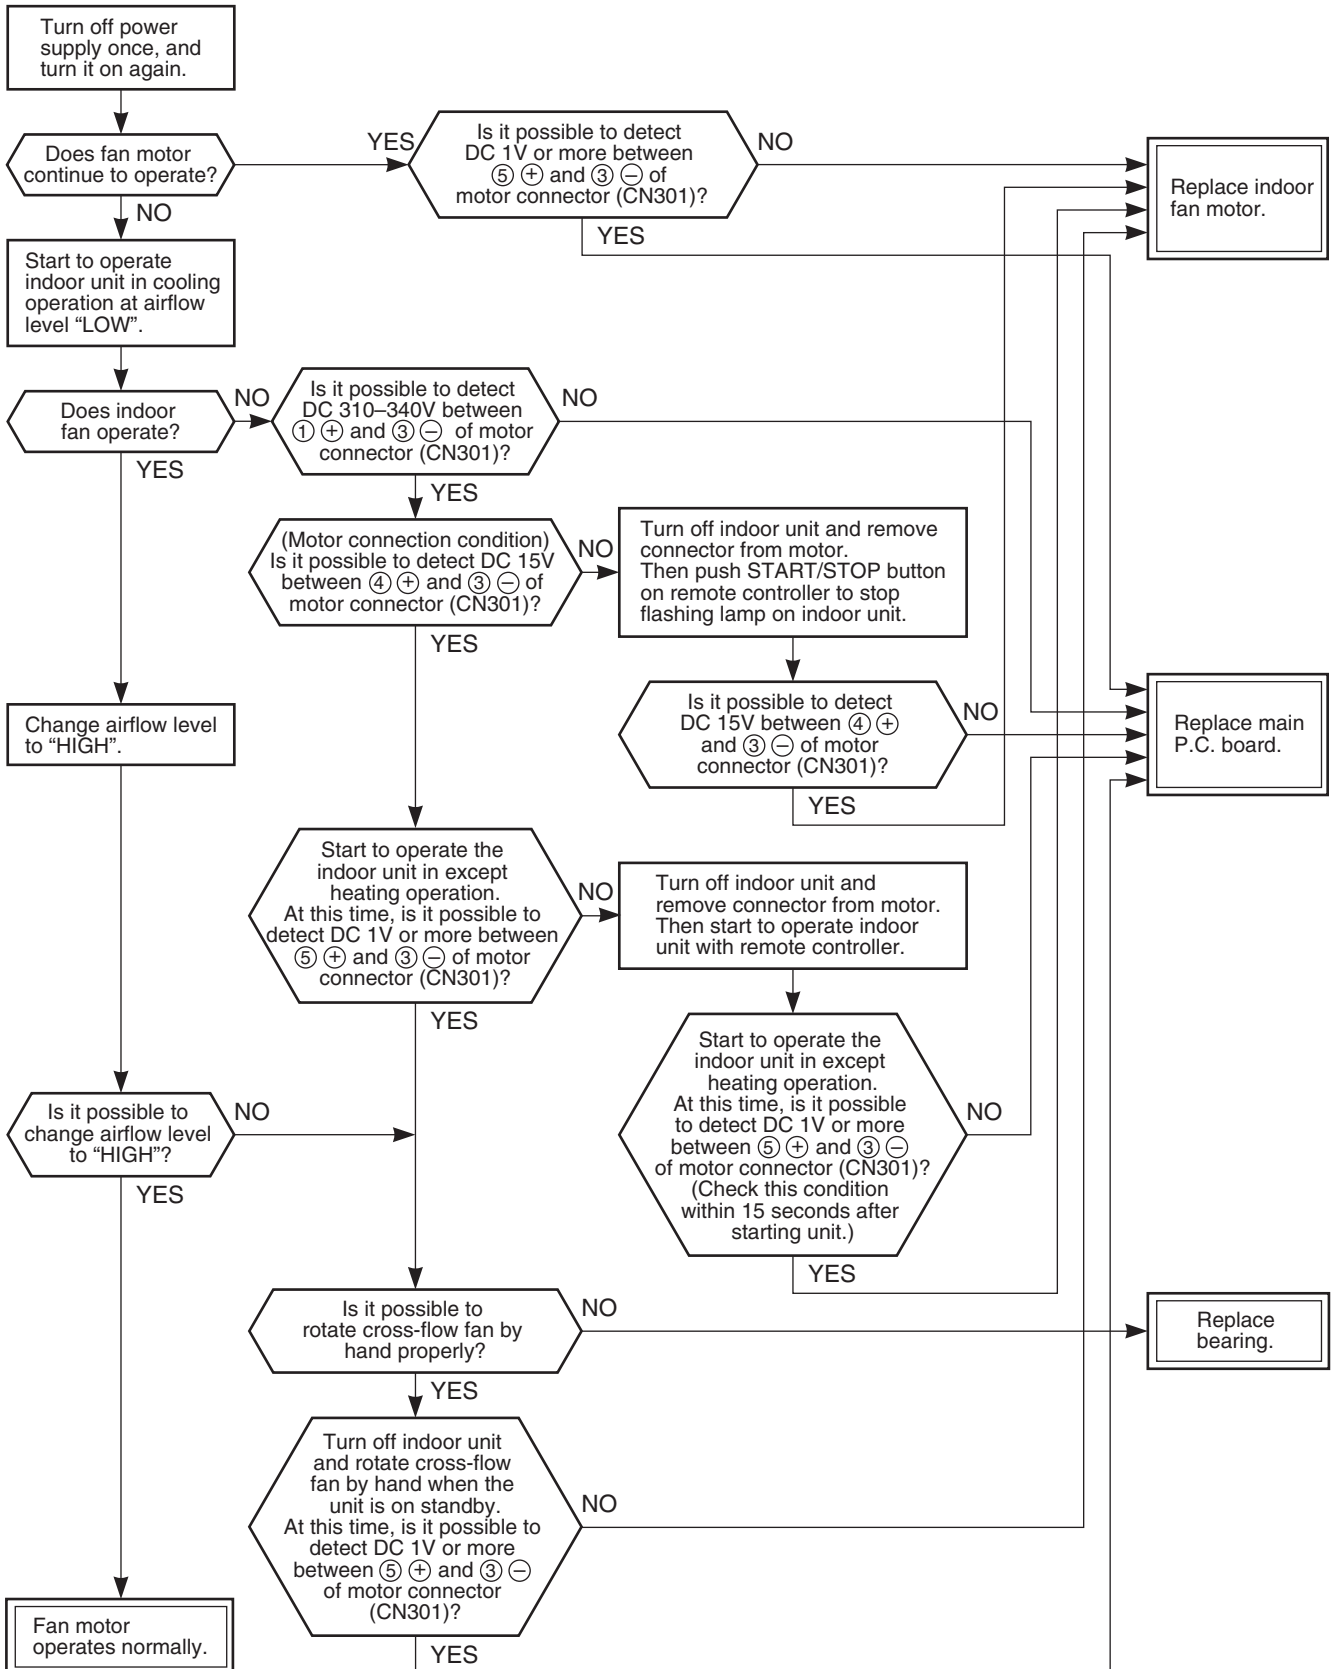 Turn off power
supply once, and
turn it on again.
Does fan motor
continue to operate?
YES
NO
Is it possible to detect
DC 1V or more between
⑤ ⊕ and ③ ⊖ of
motor connector (CN301)?
NO
YES
Replace indoor
fan motor.
Start to operate
indoor unit in cooling
operation at airflow
level “LOW”.
Does indoor
fan operate?
NO
YES
Is it possible to detect
DC 310–340V between
① ⊕ and ③ ⊖ of motor
connector (CN301)?
NO
YES
(Motor connection condition)
Is it possible to detect DC 15V
between ④ ⊕ and ③ ⊖ of
motor connector (CN301)?
NO
YES
Turn off indoor unit and remove
connector from motor.
Then push START/STOP button
on remote controller to stop
flashing lamp on indoor unit.
Is it possible to detect
DC 15V between ④ ⊕
and ③ ⊖ of motor
connector (CN301)?
NO
YES
Replace main
P.C. board.
Change airflow level
to “HIGH”.
Start to operate the
indoor unit in except
heating operation.
At this time, is it possible to
detect DC 1V or more between
⑤ ⊕ and ③ ⊖ of motor
connector (CN301)?
NO
YES
Turn off indoor unit and
remove connector from motor.
Then start to operate indoor
unit with remote controller.
Start to operate the
indoor unit in except
heating operation.
At this time, is it possible
to detect DC 1V or more
between ⑤ ⊕ and ③ ⊖
of motor connector (CN301)?
(Check this condition
within 15 seconds after
starting unit.)
NO
YES
Is it possible to
change airflow level
to “HIGH”?
NO
YES
Is it possible to
rotate cross-flow fan by
hand properly?
NO
YES
Replace
bearing.
Turn off indoor unit
and rotate cross-flow
fan by hand when the
unit is on standby.
At this time, is it possible to
detect DC 1V or more
between ⑤ ⊕ and ③ ⊖
of motor connector
(CN301)?
NO
YES
Fan motor
operates normally.